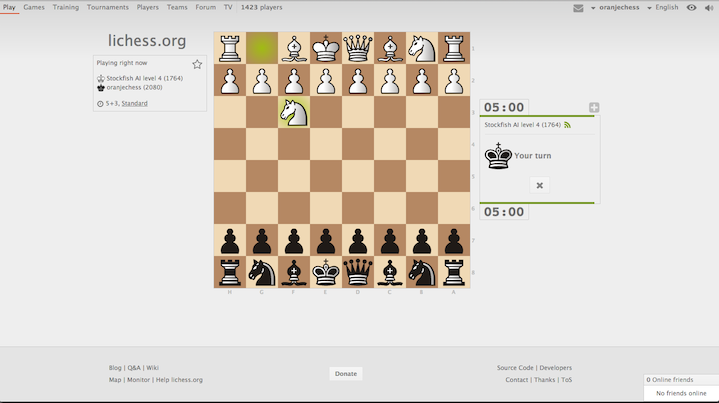 Play Games Training Tournaments Players Teams Forum TV 1423 players oranjechess English
lichess.org
Playing right now
Stockfish AI level 4 (1764)
oranjechess (2080)
5+3, Standard
1
2
3
4
5
6
7
8
H G F E D C B A
05:00
Stockfish AI level 4 (1764)
Your turn
05:00
Blog | Q&A | Wiki
Map | Monitor | Help lichess.org
Donate
Source Code | Developers
Contact | Thanks | ToS
0 Online friends
No friends online